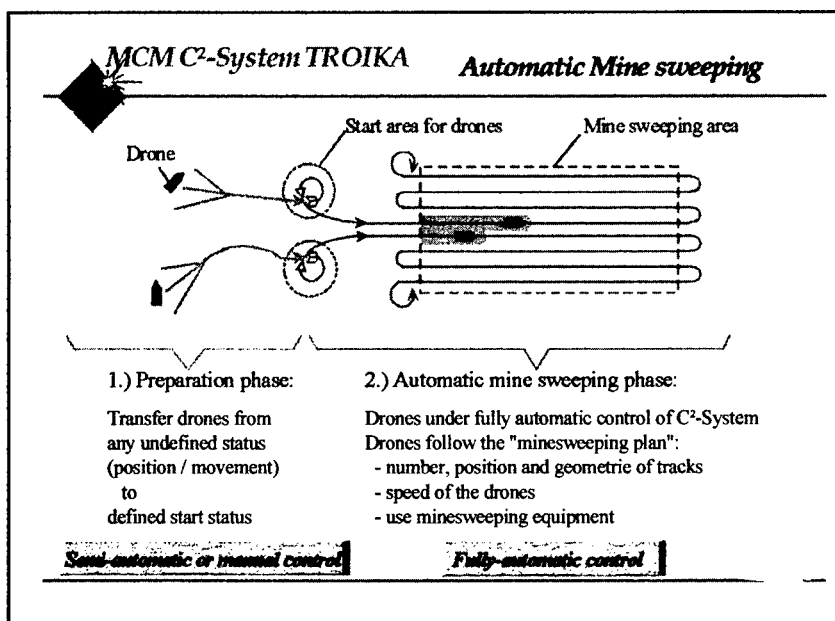 MCM C²-System TROIKA
Automatic Mine sweeping
Start area for drones
Mine sweeping area
Drone
1.) Preparation phase:
Transfer drones from
any undefined status
(position / movement)
to
defined start status
Semi-automatic or manual control
2.) Automatic mine sweeping phase:
Drones under fully automatic control of C²-System
Drones follow the "minesweeping plan":
- number, position and geometrie of tracks
- speed of the drones
- use minesweeping equipment
Fully-automatic control